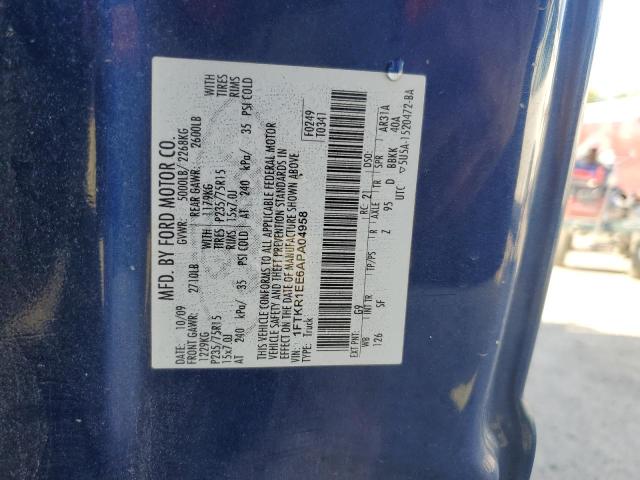 MFD. BY FORD MOTOR CO.
DATE: 10/09 GVWR: 5000LB/ 2268KG
FRONT GAWR: 2710LB REAR GAWR: 2600LB
1229KG WITH 1179KG WITH
P235/75R15 TIRES P235/75R15 TIRES
15x7.0J RIMS 15x7.0J RIMS
AT 240 kPa/ 35 PSI COLD AT 240 kPa/ 35 PSI COLD
THIS VEHICLE CONFORMS TO ALL APPLICABLE FEDERAL MOTOR
VEHICLE SAFETY AND THEFT PREVENTION STANDARDS IN
EFFECT ON THE DATE OF MANUFACTURE SHOWN ABOVE.
VIN: 1FTKR1EE6APA04958 F0249
TYPE: Truck T0341
EXT PNT: G9 RC: 21 DSO:
WB INT TR TP/PS R AXLE TR SPR AR31A
126 SF Z 95 D BBKK 40A
UTC ▽5U5A-1520472-BA